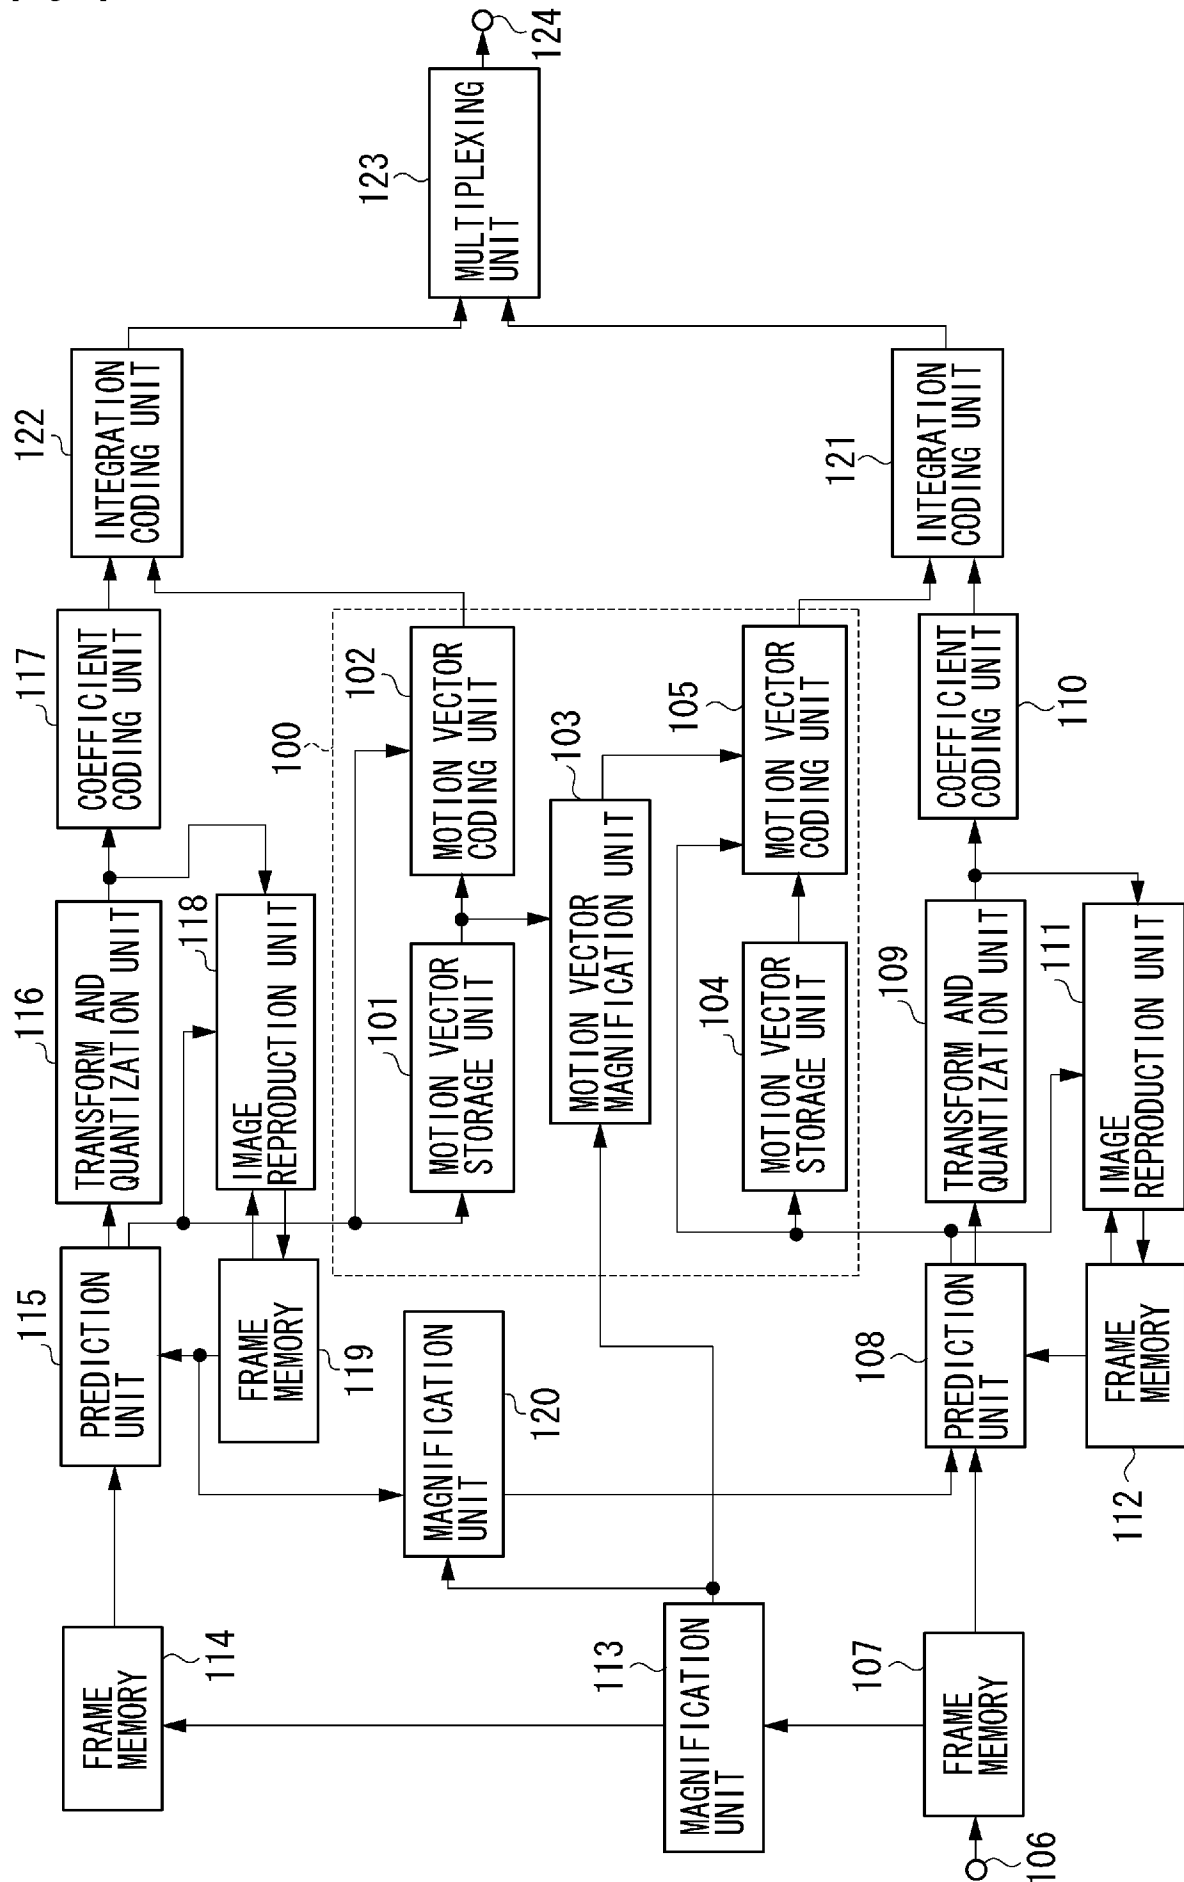 106
FRAME
MEMORY
107
MAGNIFICATION
UNIT
113
FRAME
MEMORY
114
PREDICTION
UNIT
115
FRAME
MEMORY
119
MAGNIFICATION
UNIT
120
PREDICTION
UNIT
108
FRAME
MEMORY
112
TRANSFORM AND
QUANTIZATION UNIT
116
IMAGE
REPRODUCTION UNIT
118
100
MOTION VECTOR
STORAGE UNIT
101
MOTION VECTOR
CODING UNIT
102
MOTION VECTOR
MAGNIFICATION UNIT
103
MOTION VECTOR
STORAGE UNIT
104
MOTION VECTOR
CODING UNIT
105
TRANSFORM AND
QUANTIZATION UNIT
109
IMAGE
REPRODUCTION UNIT
111
COEFFICIENT
CODING UNIT
117
COEFFICIENT
CODING UNIT
110
INTEGRATION
CODING UNIT
122
INTEGRATION
CODING UNIT
121
MULTIPLEXING
UNIT
123
124